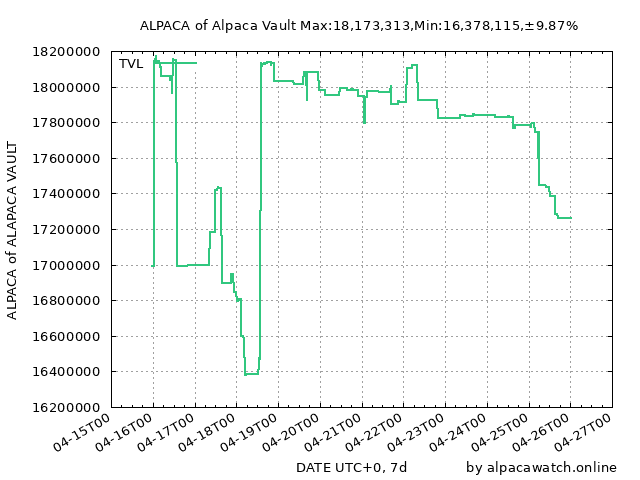 ALPACA of Alpaca Vault Max:18,173,313,Min:16,378,115,±9.87%
TVL
ALPACA of ALAPACA VAULT
18200000
18000000
17800000
17600000
17400000
17200000
17000000
16800000
16600000
16400000
16200000
04-15T00
04-16T00
04-17T00
04-18T00
04-19T00
04-20T00
04-21T00
04-22T00
04-23T00
04-24T00
04-25T00
04-26T00
04-27T00
DATE UTC+0, 7d
by alpacawatch.online